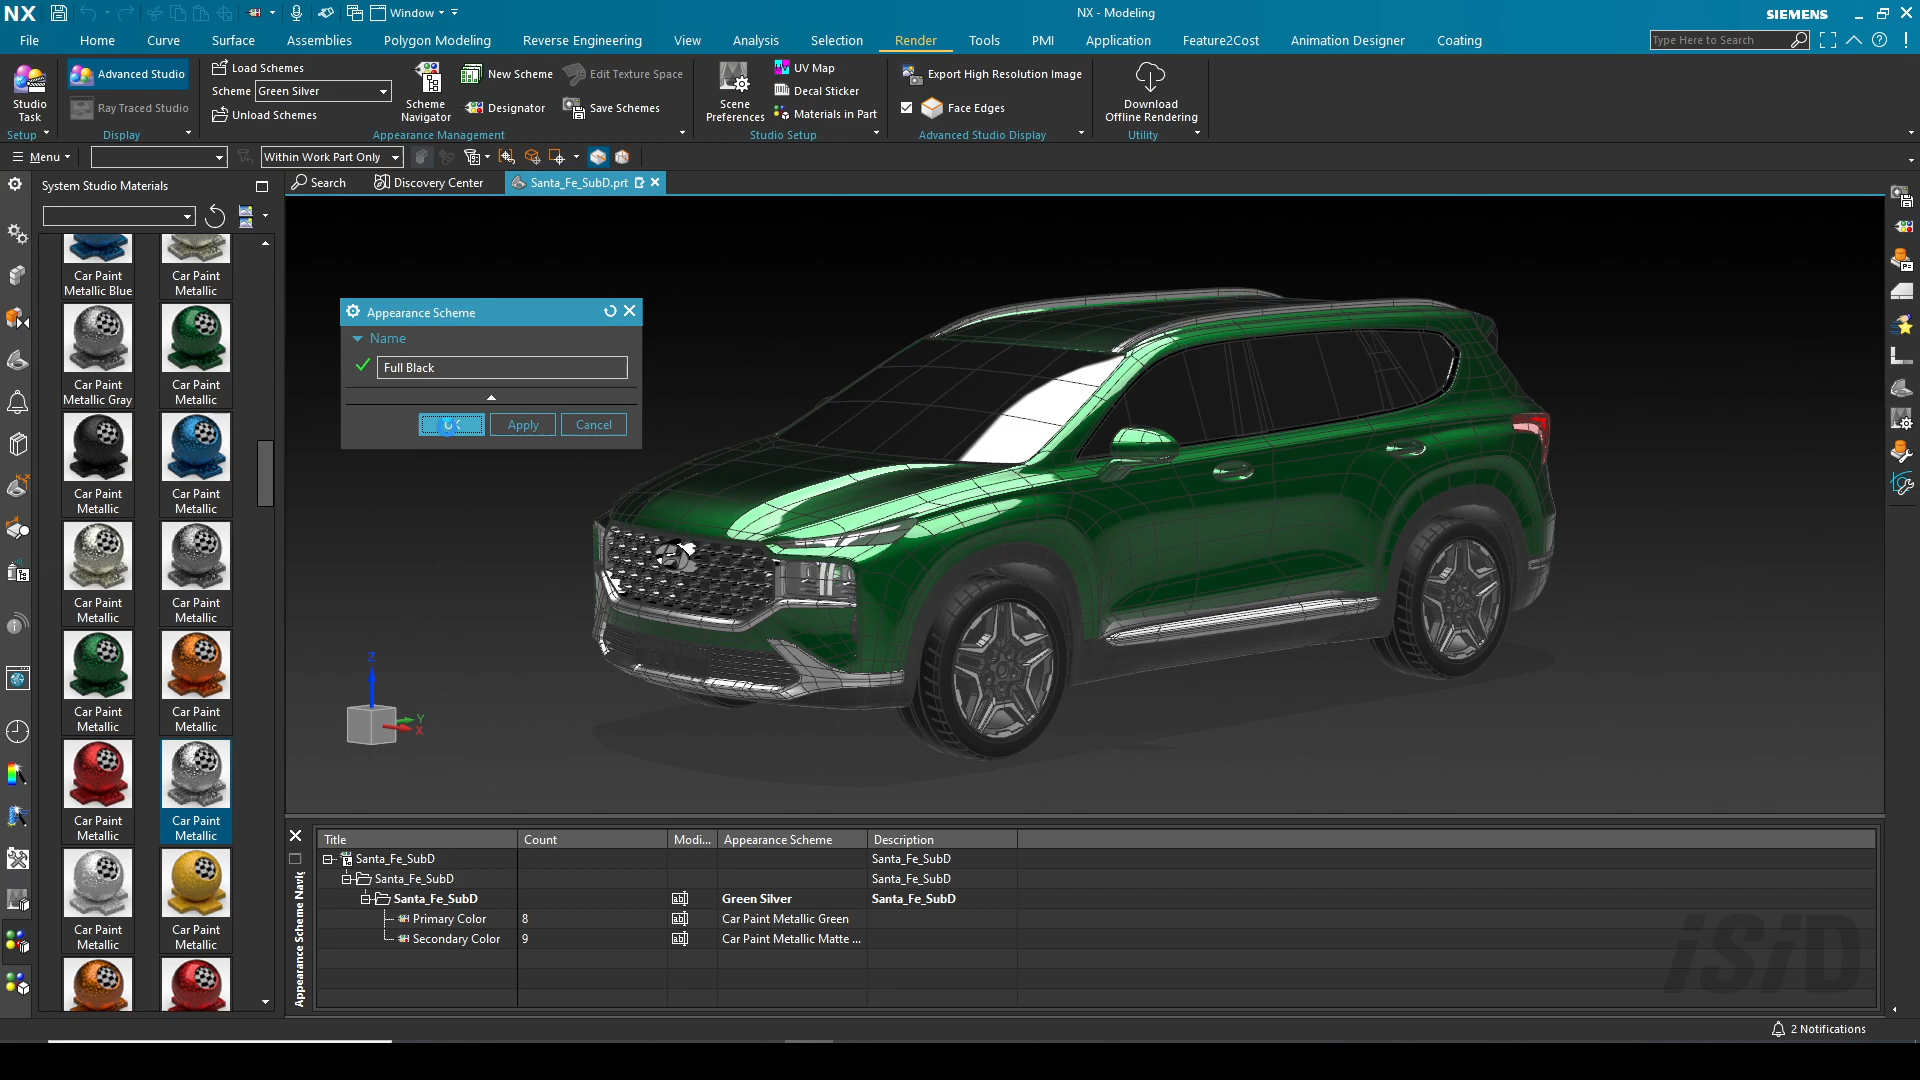 NX
Window
NX - Modeling
SIEMENS
File
Home
Curve
Surface
Assemblies
Polygon Modeling
Reverse Engineering
View
Analysis
Selection
Render
Tools
PMI
Application
Feature2Cost
Animation Designer
Coating
Type Here to Search
Studio
Task
Advanced Studio
Ray Traced Studio
Load Schemes
Scheme
Green Silver
Unload Schemes
Scheme
Navigator
New Scheme
Designator
Edit Texture Space
Save Schemes
Scene
Preferences
UV Map
Decal Sticker
Materials in Part
Export High Resolution Image
Face Edges
Download
Offline Rendering
Setup
Display
Appearance Management
Studio Setup
Advanced Studio Display
Utility
Menu
Within Work Part Only
System Studio Materials
Search
Discovery Center
Santa_Fe_SubD.prt
Car Paint
Metallic Blue
Car Paint
Metallic
Car Paint
Metallic Gray
Car Paint
Metallic
Car Paint
Metallic
Car Paint
Metallic
Car Paint
Metallic
Car Paint
Metallic
Car Paint
Metallic
Car Paint
Metallic
Car Paint
Metallic
Car Paint
Metallic
Car Paint
Metallic
Car Paint
Metallic
Appearance Scheme
Name
Full Black
OK
Apply
Cancel
Z
Y
X
Appearance Scheme Navig
Title
Count
Modi...
Appearance Scheme
Description
Santa_Fe_SubD
Santa_Fe_SubD
Santa_Fe_SubD
Santa_Fe_SubD
Santa_Fe_SubD
Green Silver
Santa_Fe_SubD
Primary Color
8
Car Paint Metallic Green
Secondary Color
9
Car Paint Metallic Matte ...
iSiD
2 Notifications